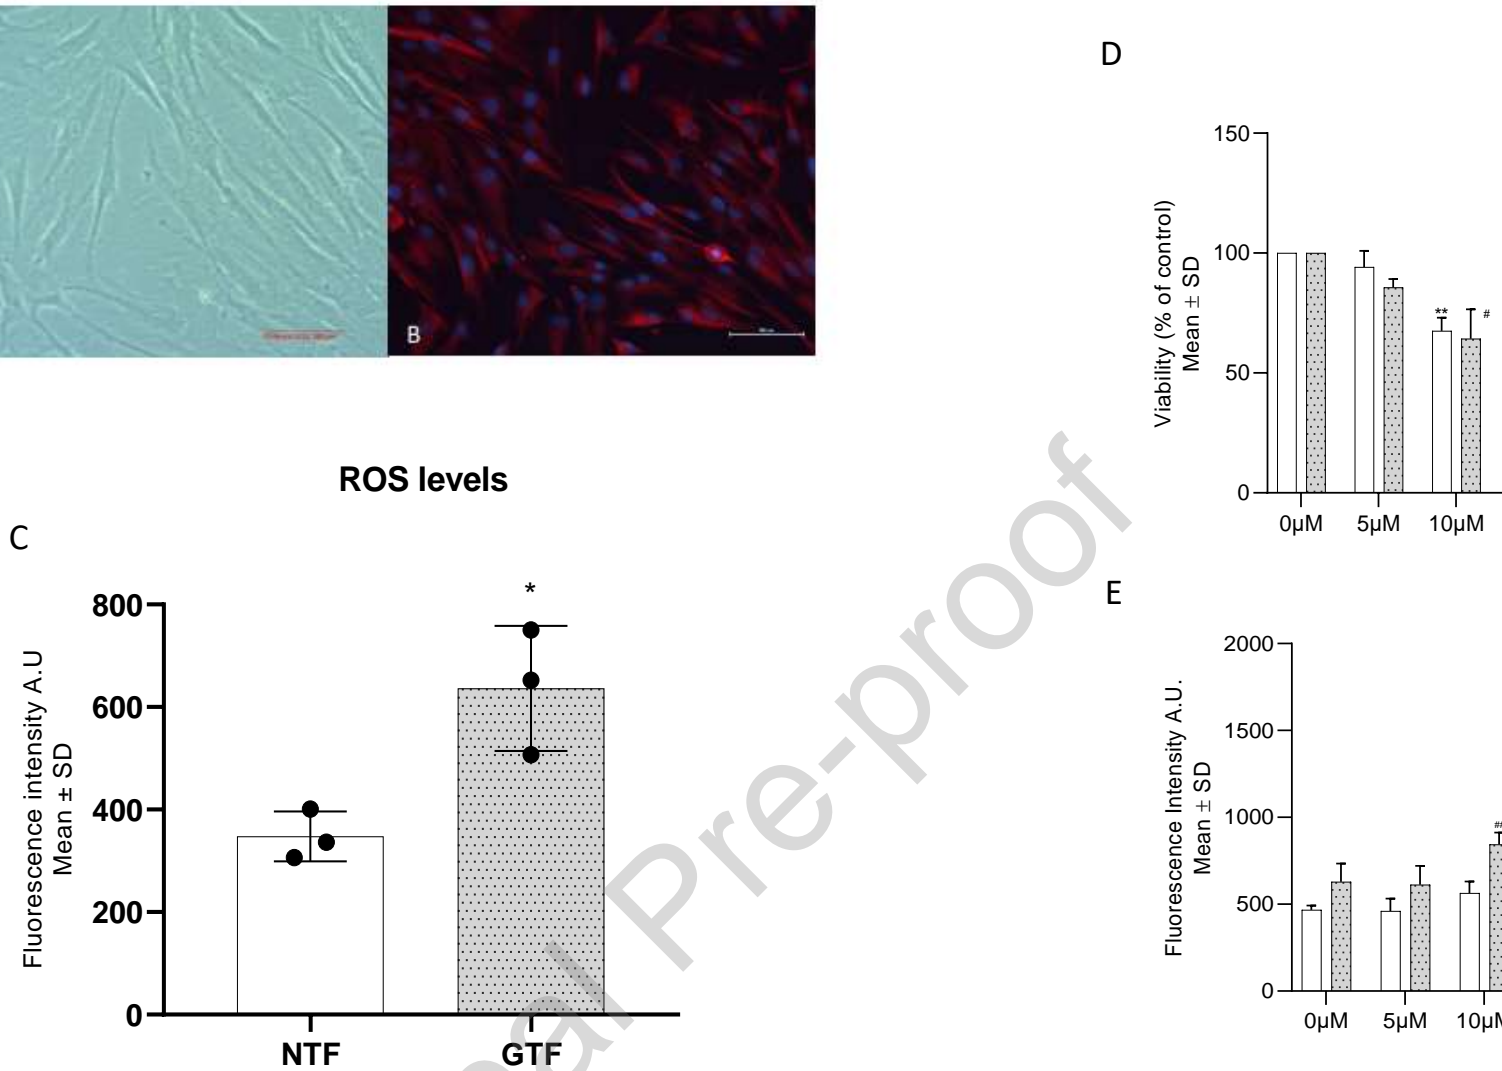 B
ROS levels
C
*
800
600
400
200
0
Fluorescence intensity A.U
Mean ± SD
NTF
GTF
D
150
100
50
0
Viability (% of control)
Mean ± SD
**
#
0µM
5µM
10µM
E
2000
1500
1000
500
0
Fluorescence Intensity A.U.
Mean ± SD
##
0µM
5µM
10µM
al Pre-proof